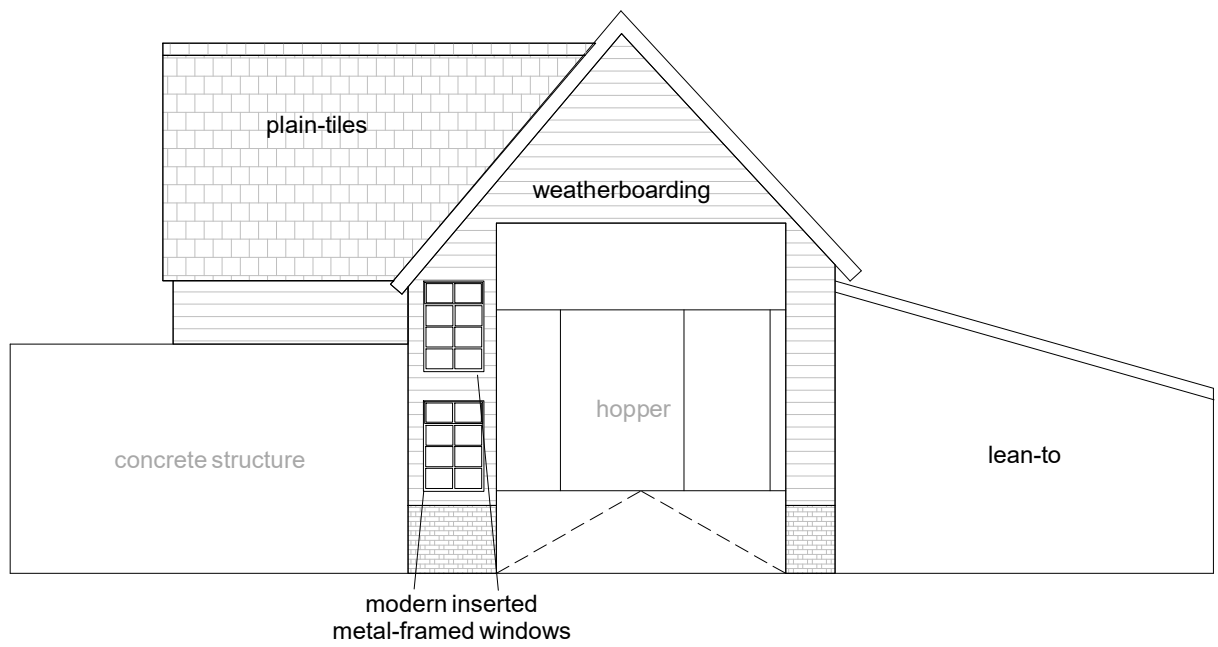 plain-tiles
weatherboarding
hopper
concrete structure
lean-to
modern inserted
metal-framed windows